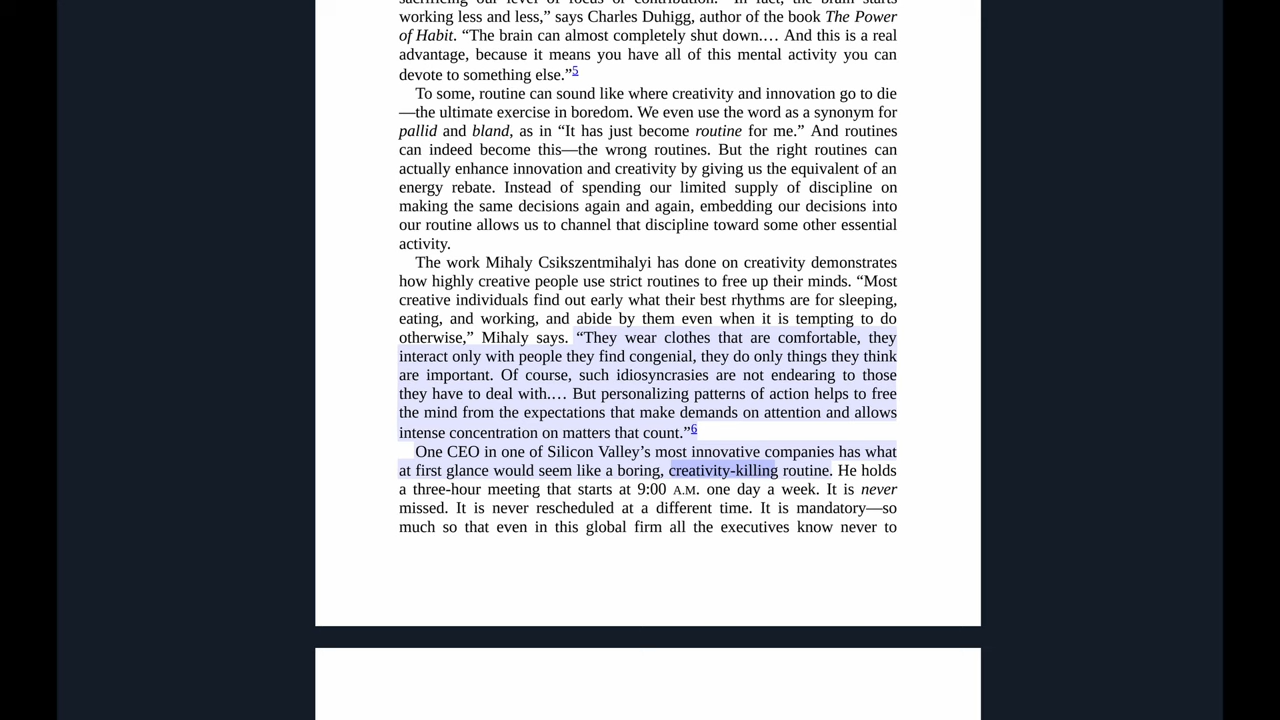 sacrificing our level of focus or contribution. “In fact, the brain starts
working less and less,” says Charles Duhigg, author of the book The Power
of Habit. “The brain can almost completely shut down.… And this is a real
advantage, because it means you have all of this mental activity you can
devote to something else.”5
To some, routine can sound like where creativity and innovation go to die
—the ultimate exercise in boredom. We even use the word as a synonym for
pallid and bland, as in “It has just become routine for me.” And routines
can indeed become this—the wrong routines. But the right routines can
actually enhance innovation and creativity by giving us the equivalent of an
energy rebate. Instead of spending our limited supply of discipline on
making the same decisions again and again, embedding our decisions into
our routine allows us to channel that discipline toward some other essential
activity.
The work Mihaly Csikszentmihalyi has done on creativity demonstrates
how highly creative people use strict routines to free up their minds. “Most
creative individuals find out early what their best rhythms are for sleeping,
eating, and working, and abide by them even when it is tempting to do
otherwise,” Mihaly says. “They wear clothes that are comfortable, they
interact only with people they find congenial, they do only things they think
are important. Of course, such idiosyncrasies are not endearing to those
they have to deal with.… But personalizing patterns of action helps to free
the mind from the expectations that make demands on attention and allows
intense concentration on matters that count.”6
One CEO in one of Silicon Valley’s most innovative companies has what
at first glance would seem like a boring, creativity-killing routine. He holds
a three-hour meeting that starts at 9:00 A.M. one day a week. It is never
missed. It is never rescheduled at a different time. It is mandatory—so
much so that even in this global firm all the executives know never to